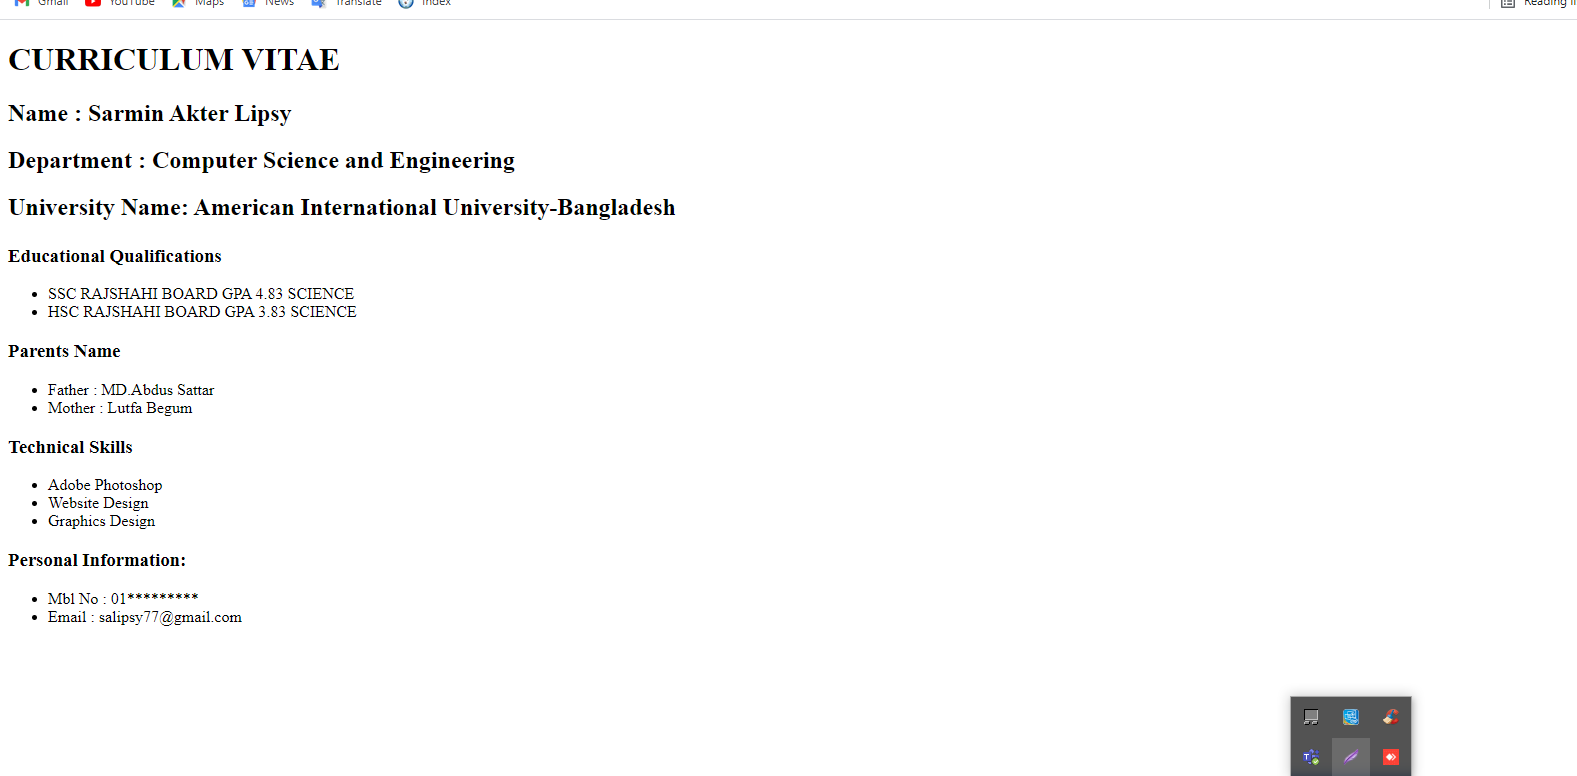 Gmail YouTube Maps News Translate Index Reading li
CURRICULUM VITAE
Name : Sarmin Akter Lipsy
Department : Computer Science and Engineering
University Name: American International University-Bangladesh
Educational Qualifications
SSC RAJSHAHI BOARD GPA 4.83 SCIENCE
HSC RAJSHAHI BOARD GPA 3.83 SCIENCE
Parents Name
Father : MD.Abdus Sattar
Mother : Lutfa Begum
Technical Skills
Adobe Photoshop
Website Design
Graphics Design
Personal Information:
Mbl No : 01*********
Email : salipsy77@gmail.com